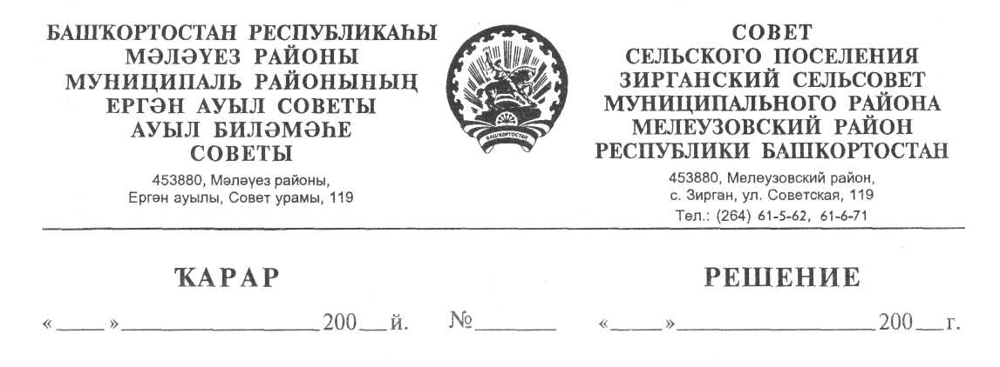 БАШҠОРТОСТАН РЕСПУБЛИКАҺЫ
МӘЛӘҮЕЗ РАЙОНЫ
МУНИЦИПАЛЬ РАЙОНЫНЫҢ
ЕРГӘН АУЫЛ СОВЕТЫ
АУЫЛ БИЛӘМӘҺЕ
СОВЕТЫ
453880, Мәләүез районы,
Ергән ауылы, Совет урамы, 119
БАШҠОРТОСТАН
СОВЕТ
СЕЛЬСКОГО ПОСЕЛЕНИЯ
ЗИРГАНСКИЙ СЕЛЬСОВЕТ
МУНИЦИПАЛЬНОГО РАЙОНА
МЕЛЕУЗОВСКИЙ РАЙОН
РЕСПУБЛИКИ БАШКОРТОСТАН
453880, Мелеузовский район,
с. Зирган, ул. Советская, 119
Тел.: (264) 61-5-62, 61-6-71
ҠАРАР
РЕШЕНИЕ
«____»________________200__й. №_______ «____»________________200__г.